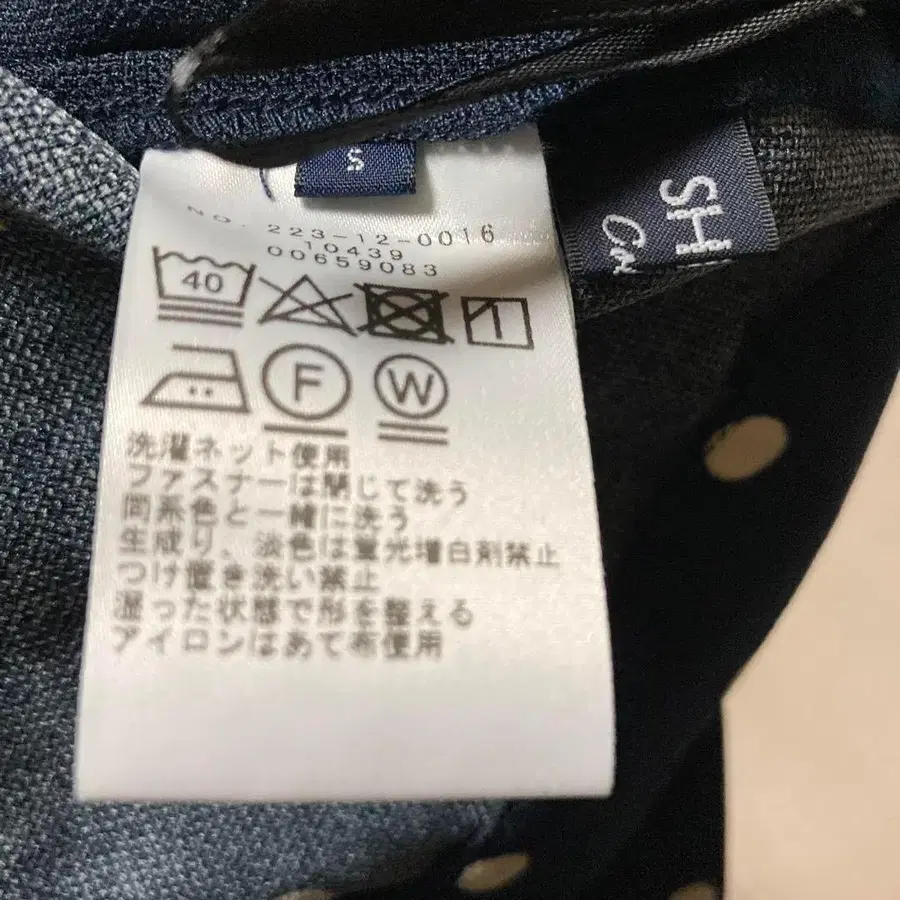 S
SH
NO. 223-12-0016
10439
00659083
40
F
W
洗濯ネット使用
ファスナーは閉じて洗う
同系色と一緒に洗う
生成り、淡色は蛍光増白剤禁止
つけ置き洗い禁止
湿った状態で形を整える
アイロンはあて布使用